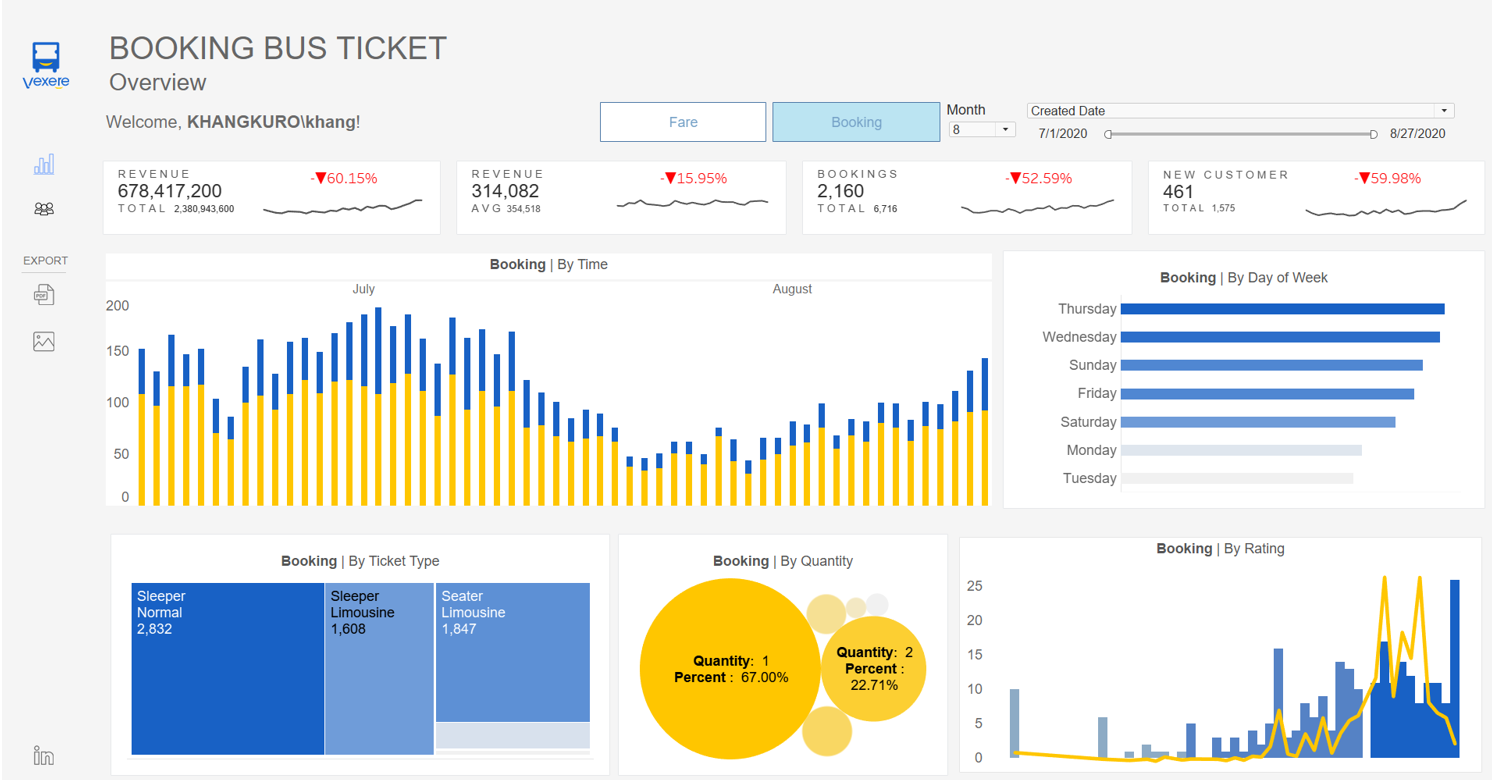 BOOKING BUS TICKET
Overview
vexere
Welcome, KHANGKURO\khang!
Fare
Booking
Month
8
Created Date
7/1/2020
8/27/2020
REVENUE
678,417,200
TOTAL 2,380,943,600
-▼60.15%
REVENUE
314,082
AVG 354,518
-▼15.95%
BOOKINGS
2,160
TOTAL 6,716
-▼52.59%
NEW CUSTOMER
461
TOTAL 1,575
-▼59.98%
EXPORT
PDF
Booking | By Time
July
August
200
150
100
50
0
Booking | By Day of Week
Thursday
Wednesday
Sunday
Friday
Saturday
Monday
Tuesday
Booking | By Ticket Type
Sleeper
Normal
2,832
Sleeper
Limousine
1,608
Seater
Limousine
1,847
Booking | By Quantity
Quantity: 1
Percent : 67.00%
Quantity: 2
Percent :
22.71%
Booking | By Rating
25
20
15
10
5
0
in